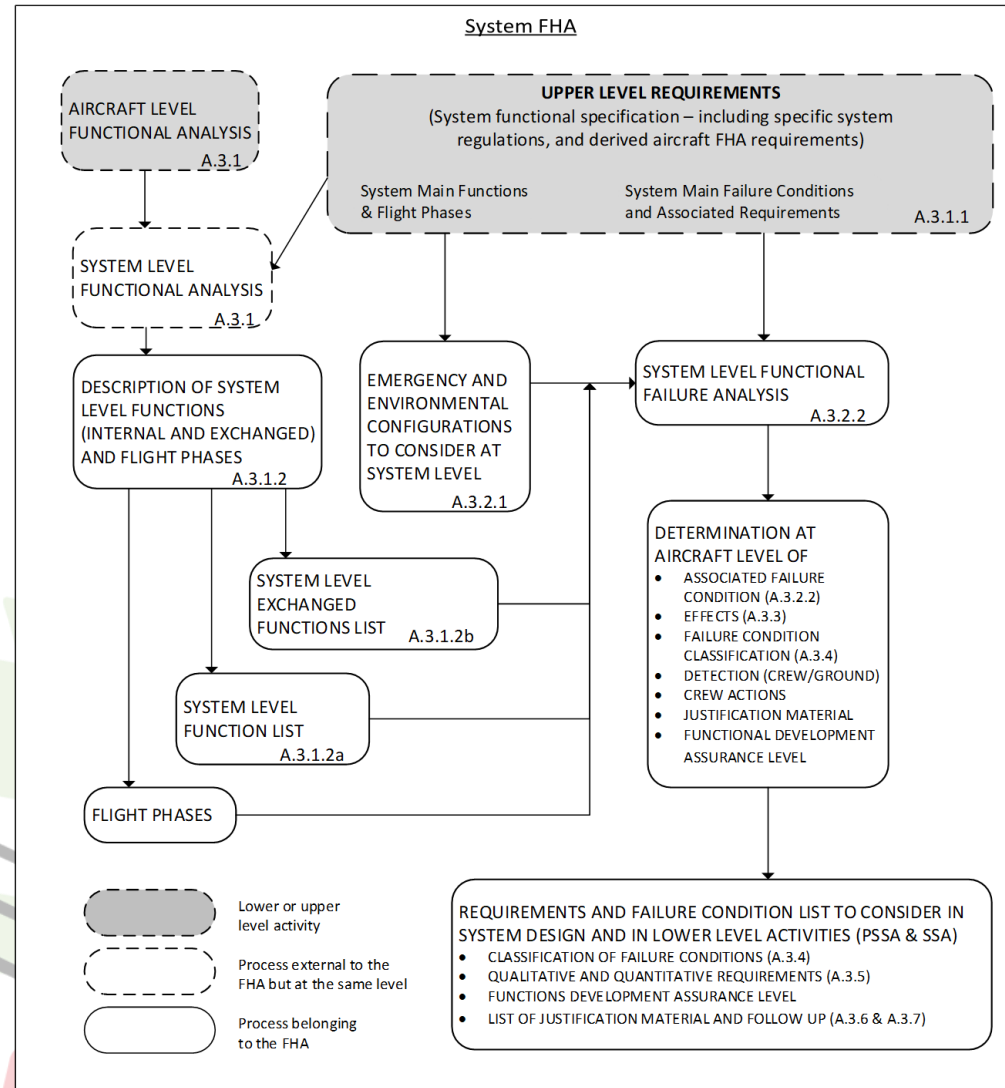 System FHA
AIRCRAFT LEVEL
FUNCTIONAL ANALYSIS
A.3.1
UPPER LEVEL REQUIREMENTS
(System functional specification – including specific system
regulations, and derived aircraft FHA requirements)
System Main Functions
& Flight Phases
System Main Failure Conditions
and Associated Requirements
A.3.1.1
SYSTEM LEVEL
FUNCTIONAL ANALYSIS
A.3.1
DESCRIPTION OF SYSTEM
LEVEL FUNCTIONS
(INTERNAL AND EXCHANGED)
AND FLIGHT PHASES
A.3.1.2
EMERGENCY AND
ENVIRONMENTAL
CONFIGURATIONS
TO CONSIDER AT
SYSTEM LEVEL
A.3.2.1
SYSTEM LEVEL FUNCTIONAL
FAILURE ANALYSIS
A.3.2.2
SYSTEM LEVEL
EXCHANGED
FUNCTIONS LIST
A.3.1.2b
SYSTEM LEVEL
FUNCTION LIST
A.3.1.2a
FLIGHT PHASES
DETERMINATION AT
AIRCRAFT LEVEL OF
• ASSOCIATED FAILURE
CONDITION (A.3.2.2)
• EFFECTS (A.3.3)
• FAILURE CONDITION
CLASSIFICATION (A.3.4)
• DETECTION (CREW/GROUND)
• CREW ACTIONS
• JUSTIFICATION MATERIAL
• FUNCTIONAL DEVELOPMENT
ASSURANCE LEVEL
REQUIREMENTS AND FAILURE CONDITION LIST TO CONSIDER IN
SYSTEM DESIGN AND IN LOWER LEVEL ACTIVITIES (PSSA & SSA)
• CLASSIFICATION OF FAILURE CONDITIONS (A.3.4)
• QUALITATIVE AND QUANTITATIVE REQUIREMENTS (A.3.5)
• FUNCTIONS DEVELOPMENT ASSURANCE LEVEL
• LIST OF JUSTIFICATION MATERIAL AND FOLLOW UP (A.3.6 & A.3.7)
Lower or upper
level activity
Process external to the
FHA but at the same level
Process belonging
to the FHA